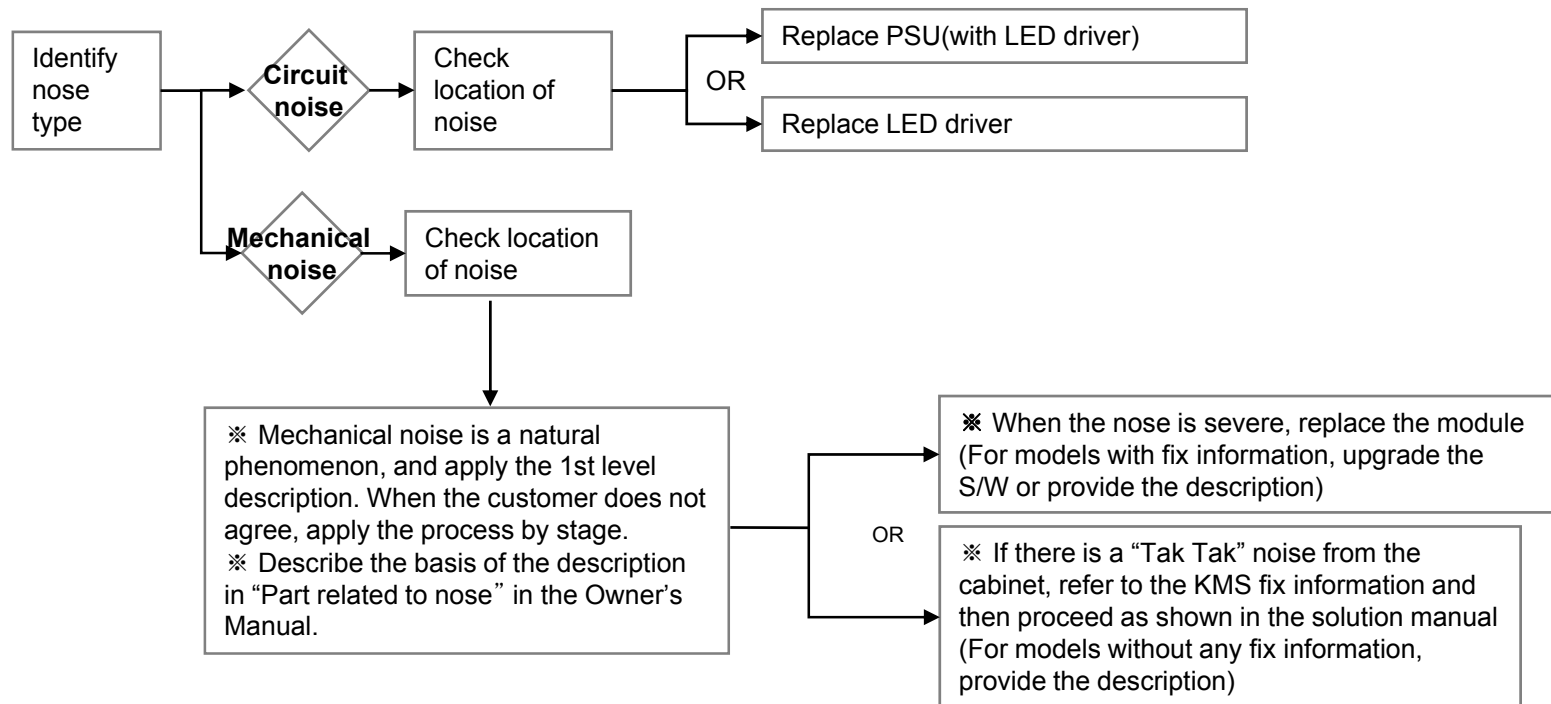 Identify
nose
type
Circuit
noise
Check
location of
noise
Replace PSU(with LED driver)
OR
Replace LED driver
Mechanical
noise
Check location
of noise
※ Mechanical noise is a natural
phenomenon, and apply the 1st level
description. When the customer does not
agree, apply the process by stage.
※ Describe the basis of the description
in “Part related to nose” in the Owner’s
Manual.
※ When the nose is severe, replace the module
(For models with fix information, upgrade the
S/W or provide the description)
OR
※ If there is a “Tak Tak” noise from the
cabinet, refer to the KMS fix information and
then proceed as shown in the solution manual
(For models without any fix information,
provide the description)